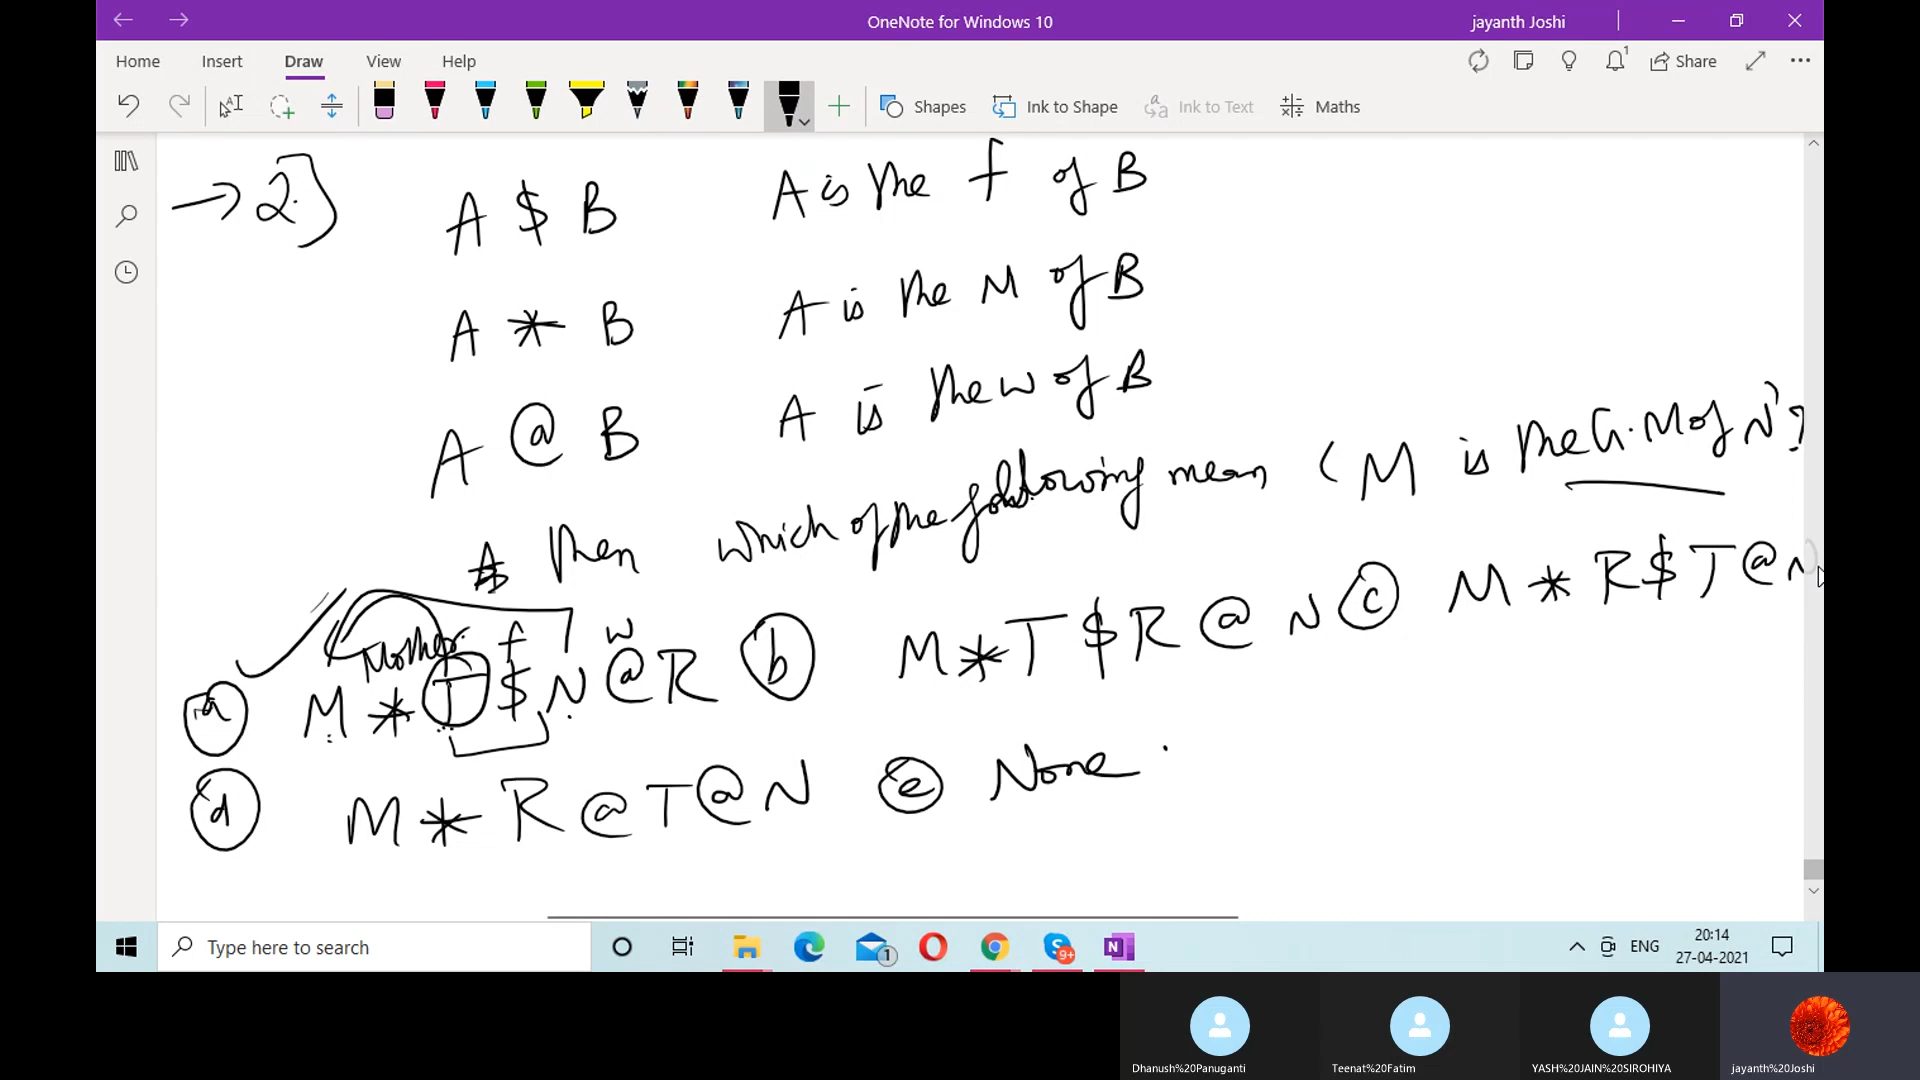 OneNote for Windows 10
jayanth Joshi
Home Insert Draw View Help
1
Share
Shapes Ink to Shape Ink to Text Maths
→ 2.)
A $ B A is the f of B
A * B A is the M of B
A @ B A is the w of B
then which of the following mean 'M is the G.M of N'?
Mother f w
a M * T $ N @ R b M * T $ R @ N c M * R $ T @ N
d M * R @ T @ N e None.
Type here to search
1
9+
ENG
20:14
27-04-2021
Dhanush%20Panuganti
Teenat%20Fatim
YASH%20JAIN%20SIROHIYA
jayanth%20Joshi